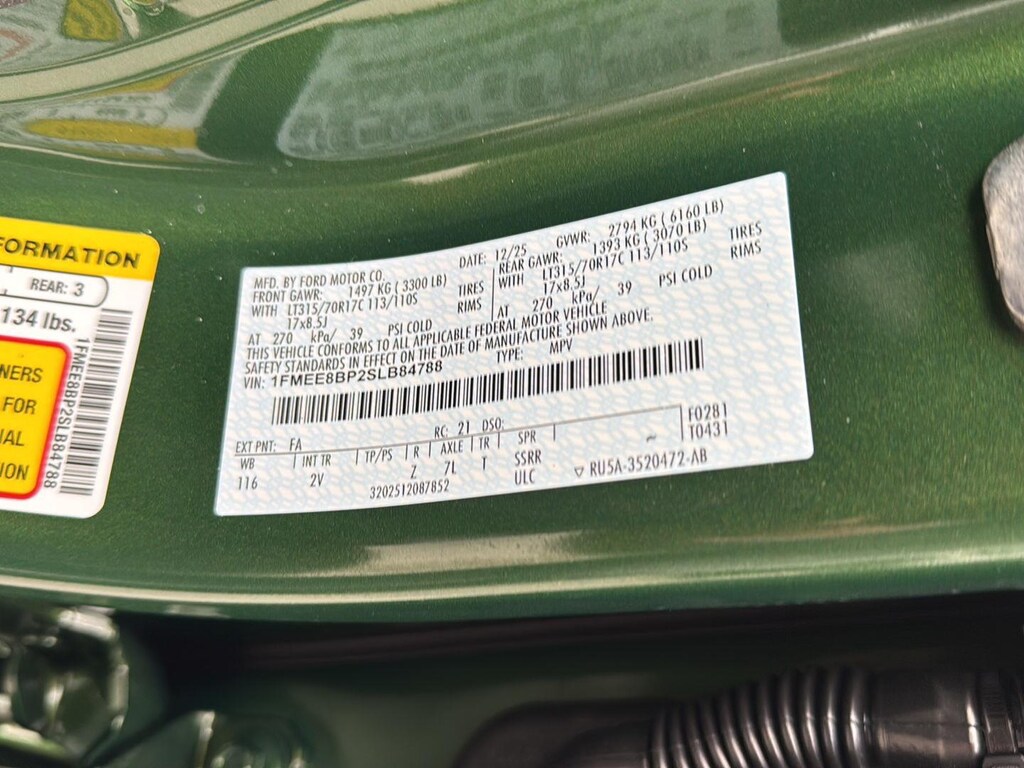 FORMATION
REAR: 3
134 lbs.
NERS
FOR
IAL
ION
1FMEE8BP2SLB84788
MFD. BY FORD MOTOR CO.
DATE: 12/25 GVWR: 2794 KG ( 6160 LB)
FRONT GAWR: 1497 KG ( 3300 LB)
REAR GAWR: 1393 KG ( 3070 LB)
WITH LT315/70R17C 113/110S TIRES
WITH LT315/70R17C 113/110S TIRES
17x8.5J RIMS
17x8.5J RIMS
AT 270 kPa/ 39 PSI COLD
AT 270 kPa/ 39 PSI COLD
THIS VEHICLE CONFORMS TO ALL APPLICABLE FEDERAL MOTOR VEHICLE
SAFETY STANDARDS IN EFFECT ON THE DATE OF MANUFACTURE SHOWN ABOVE.
VIN: 1FMEE8BP2SLB84788 TYPE: MPV
EXT PNT: FA RC: 21 DSO: F0281
WB INT TR TP/PS R AXLE TR SPR T0431
116 2V Z 7L T SSRR
3202512087852 ULC ▽ RU5A-3520472-AB